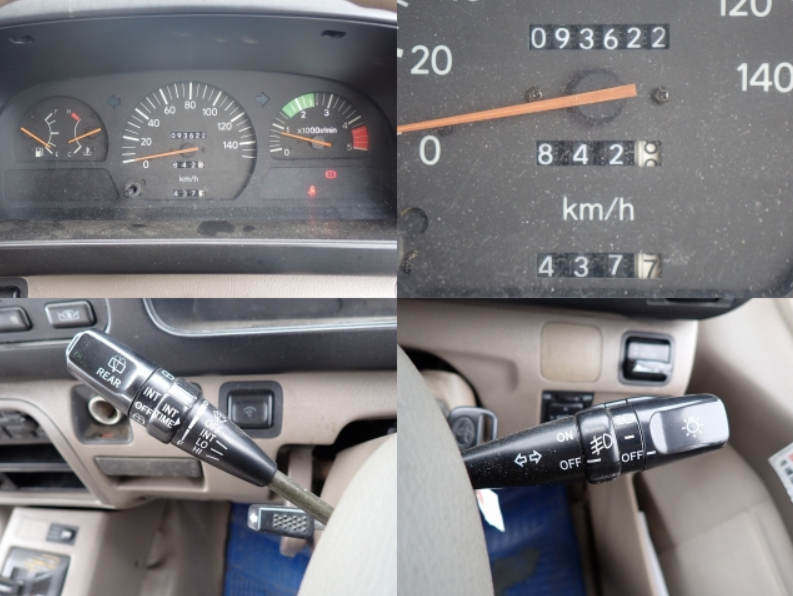 F
H
E
C
0
20
40
60
80
100
120
140
093622
842
km/h
437
0
1
2
3
4
5
x1000r/min
120
20
140
0
093622
842
km/h
4377
REAR
INT
OFF
INT
TIME
INT
LO
HI
ON
OFF
OFF